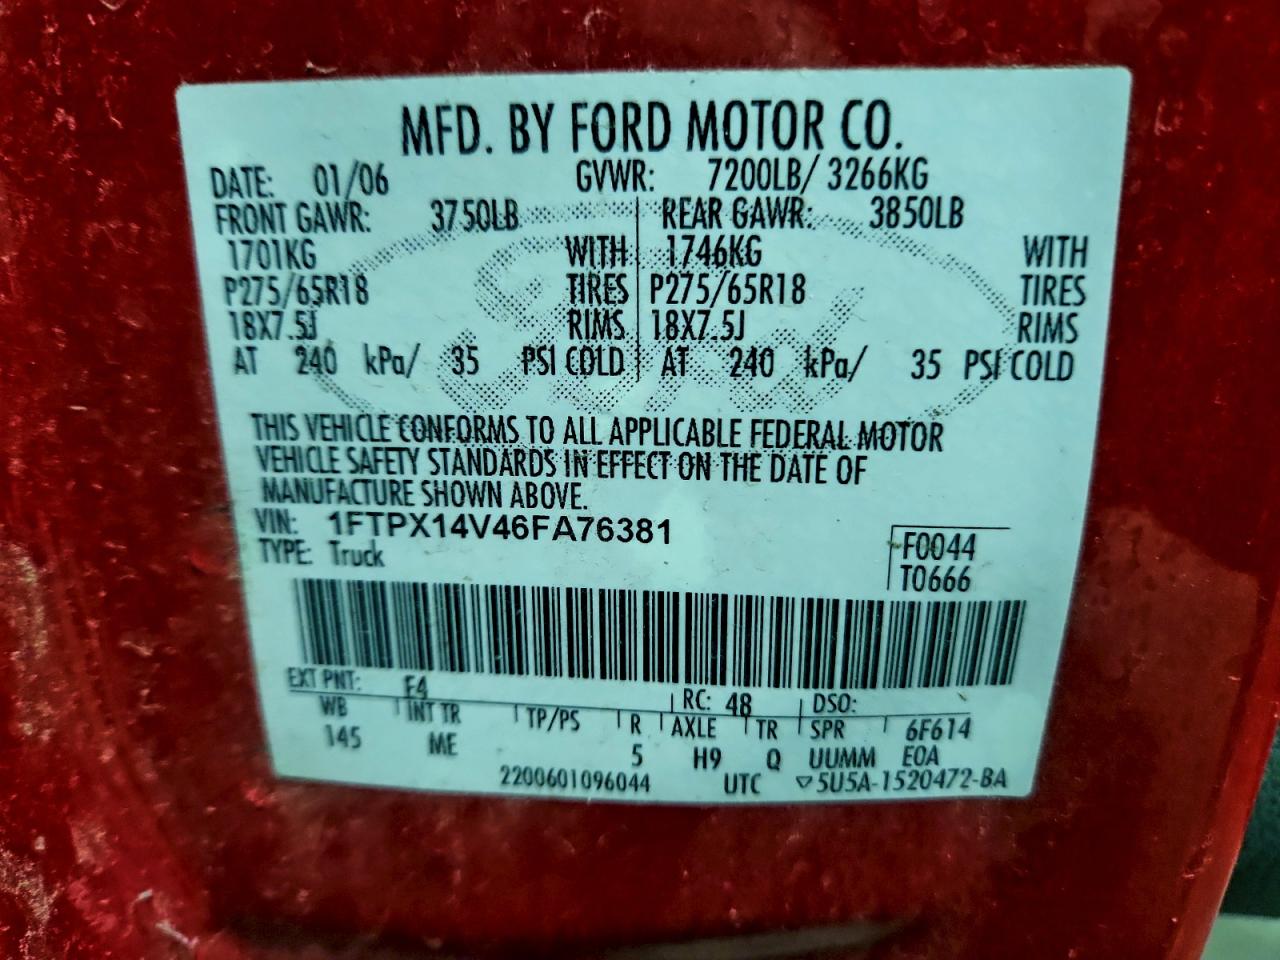 MFD. BY FORD MOTOR CO.
DATE: 01/06 GVWR: 7200LB/ 3266KG
FRONT GAWR: 3750LB REAR GAWR: 3850LB
1701KG WITH 1746KG WITH
P275/65R18 TIRES P275/65R18 TIRES
18X7.5J RIMS 18X7.5J RIMS
AT 240 kPa/ 35 PSI COLD AT 240 kPa/ 35 PSI COLD
THIS VEHICLE CONFORMS TO ALL APPLICABLE FEDERAL MOTOR
VEHICLE SAFETY STANDARDS IN EFFECT ON THE DATE OF
MANUFACTURE SHOWN ABOVE.
VIN: 1FTPX14V46FA76381
TYPE: Truck F0044
T0666
EXT PNT: F4 RC: 48 DSO:
WB INT TR TP/PS R AXLE TR SPR 6F614
145 ME 5 H9 Q UUMM EOA
2200601096044 UTC ▽5U5A-1520472-BA
Ford